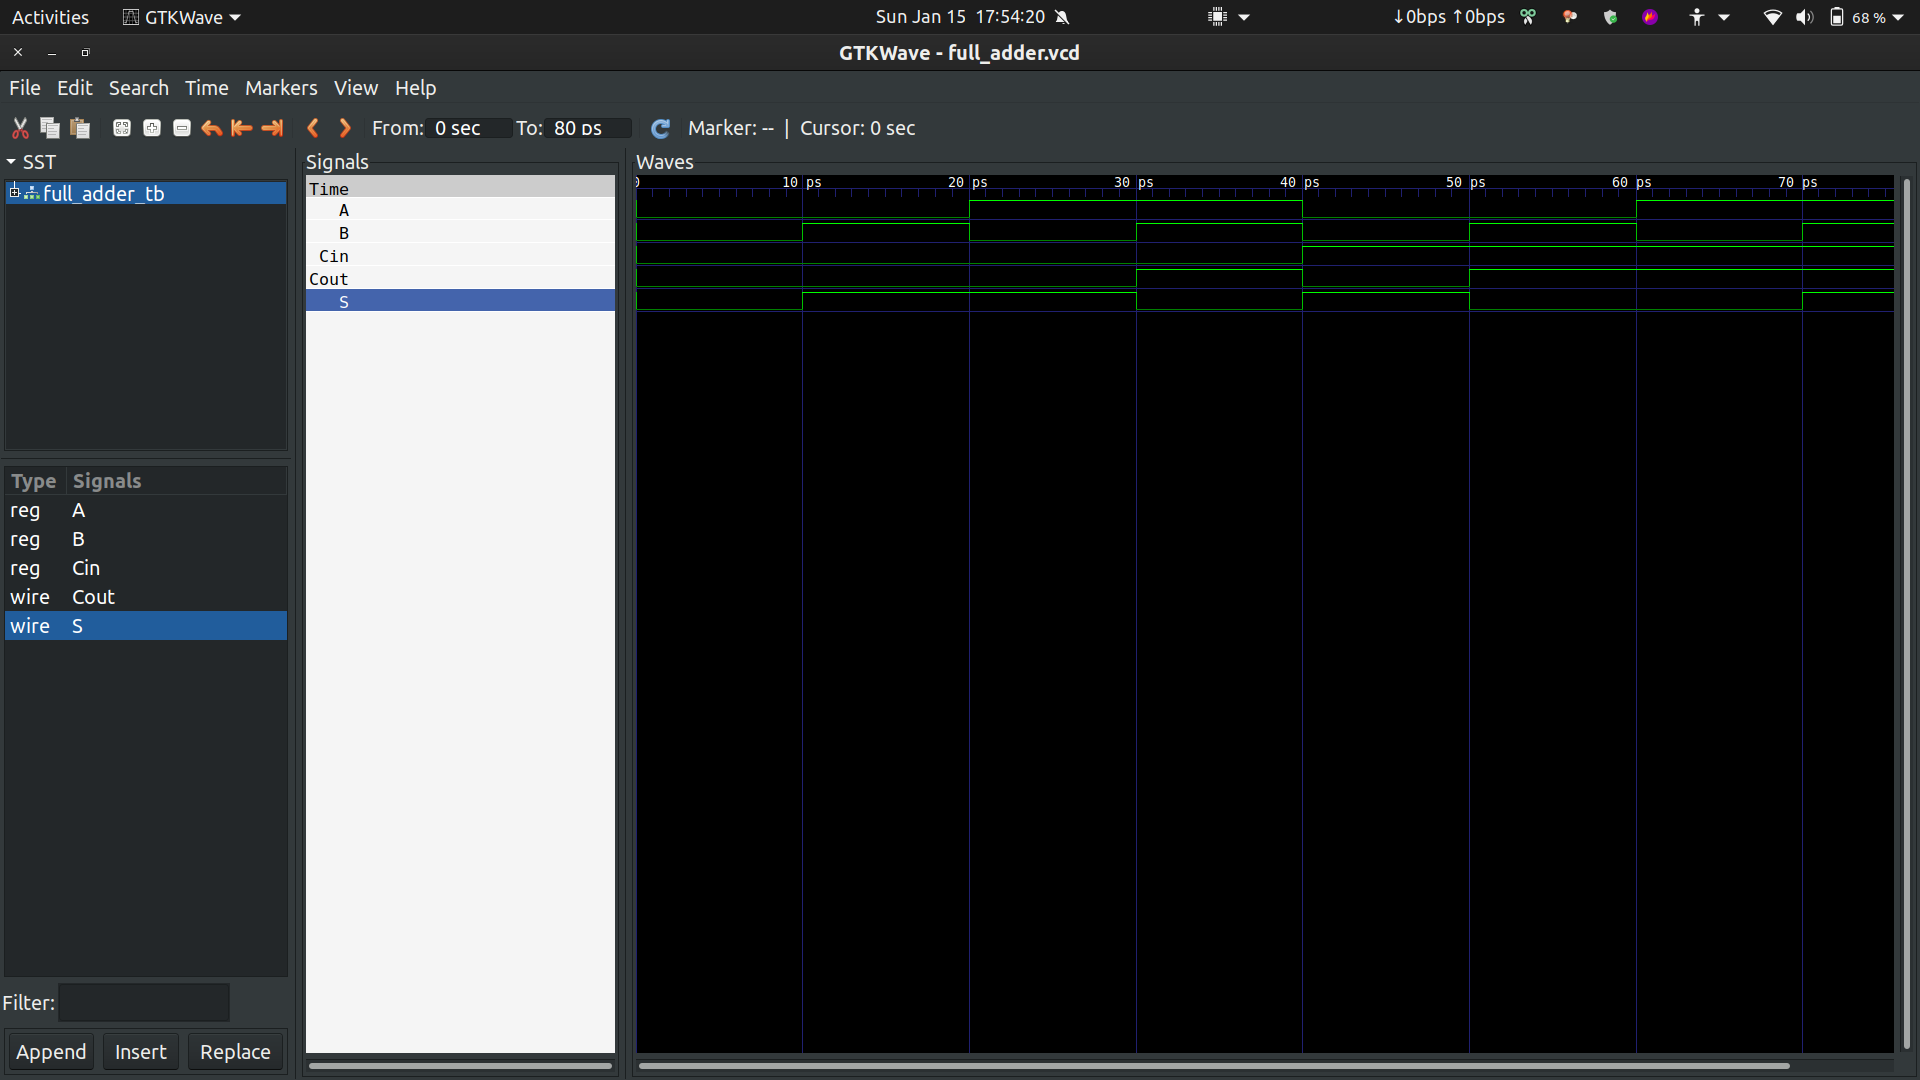 Activities GTKWave Sun Jan 15 17:54:20 ↓0bps ↑0bps 68 %
GTKWave - full_adder.vcd
File Edit Search Time Markers View Help
From: 0 sec To: 80 ps Marker: -- | Cursor: 0 sec
SST
full_adder_tb
Type Signals
reg A
reg B
reg Cin
wire Cout
wire S
Filter:
Append Insert Replace
Signals
Time
A
B
Cin
Cout
S
Waves
0 10 ps 20 ps 30 ps 40 ps 50 ps 60 ps 70 ps